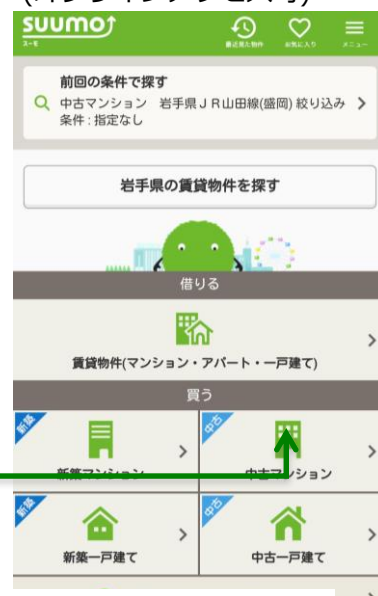 SUUMO
スーモ
最近見た物件
お気に入り
メニュー
前回の条件で探す
中古マンション 岩手県ＪＲ山田線(盛岡) 絞り込み
条件 : 指定なし
岩手県の賃貸物件を探す
借りる
賃貸物件(マンション・アパート・一戸建て)
買う
新築
新築マンション
中古
中古マンション
新築
新築一戸建て
中古
中古一戸建て